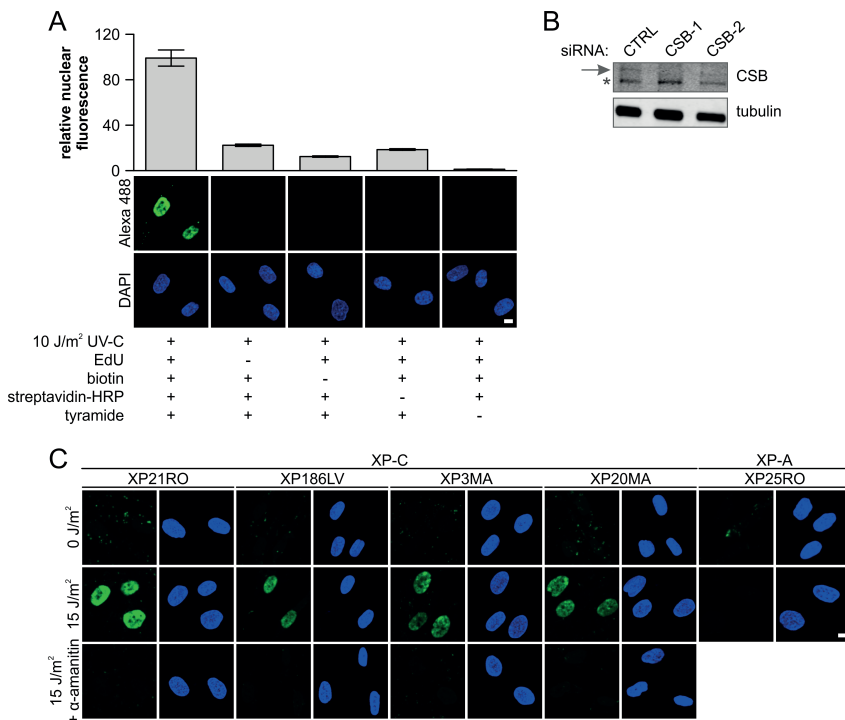 A
relative nuclear
fluorescence
120
80
40
0
Alexa 488
DAPI
10 J/m² UV-C + + + + +
EdU + - + + +
biotin + + - + +
streptavidin-HRP + + + - +
tyramide + + + + -
B
siRNA: CTRL CSB-1 CSB-2
CSB
*
tubulin
C
XP-C XP-A
XP21RO XP186LV XP3MA XP20MA XP25RO
0 J/m²
15 J/m²
15 J/m²
+ α-amanitin